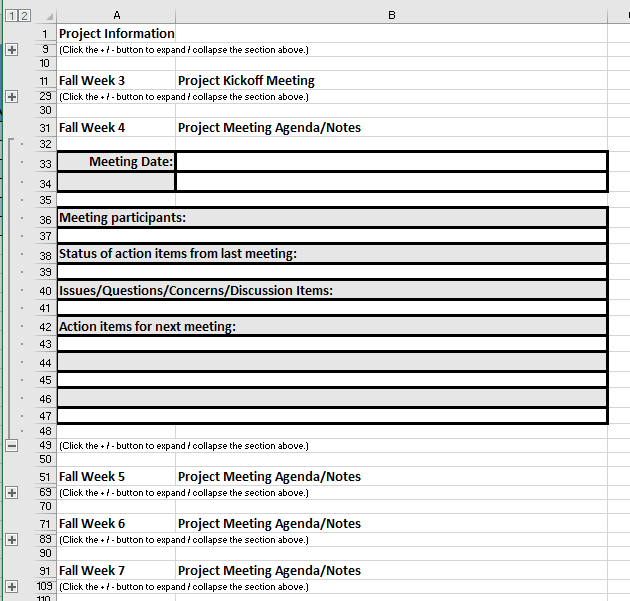 1 2
A B
1 Project Information
9 (Click the + / - button to expand / collapse the section above.)
10
11 Fall Week 3 Project Kickoff Meeting
29 (Click the + / - button to expand / collapse the section above.)
30
31 Fall Week 4 Project Meeting Agenda/Notes
32
33 Meeting Date:
34
35
36 Meeting participants:
37
38 Status of action items from last meeting:
39
40 Issues/Questions/Concerns/Discussion Items:
41
42 Action items for next meeting:
43
44
45
46
47
48
49 (Click the + / - button to expand / collapse the section above.)
50
51 Fall Week 5 Project Meeting Agenda/Notes
69 (Click the + / - button to expand / collapse the section above.)
70
71 Fall Week 6 Project Meeting Agenda/Notes
89 (Click the + / - button to expand / collapse the section above.)
90
91 Fall Week 7 Project Meeting Agenda/Notes
109 (Click the + / - button to expand / collapse the section above.)
110